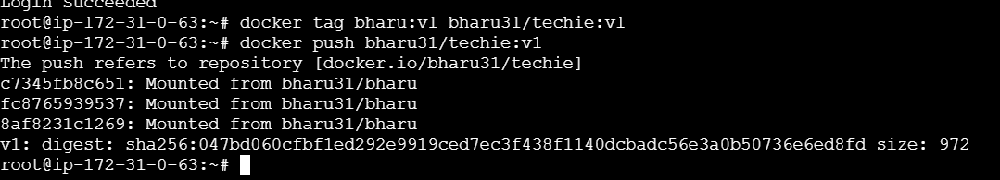 Login Succeeded
root@ip-172-31-0-63:~# docker tag bharu:v1 bharu31/techie:v1
root@ip-172-31-0-63:~# docker push bharu31/techie:v1
The push refers to repository [docker.io/bharu31/techie]
c7345fb8c651: Mounted from bharu31/bharu
fc8765939537: Mounted from bharu31/bharu
8af8231c1269: Mounted from bharu31/bharu
v1: digest: sha256:047bd060cfbf1ed292e9919ced7ec3f438f1140dcbadc56e3a0b50736e6ed8fd size: 972
root@ip-172-31-0-63:~#